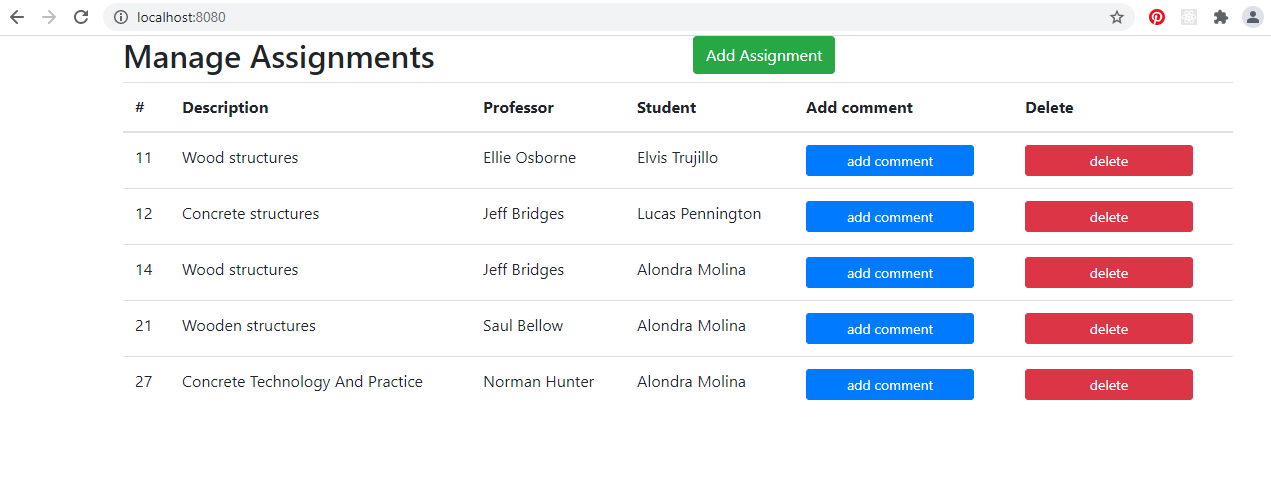 localhost:8080
Manage Assignments Add Assignment
# Description Professor Student Add comment Delete
11 Wood structures Ellie Osborne Elvis Trujillo add comment delete
12 Concrete structures Jeff Bridges Lucas Pennington add comment delete
14 Wood structures Jeff Bridges Alondra Molina add comment delete
21 Wooden structures Saul Bellow Alondra Molina add comment delete
27 Concrete Technology And Practice Norman Hunter Alondra Molina add comment delete